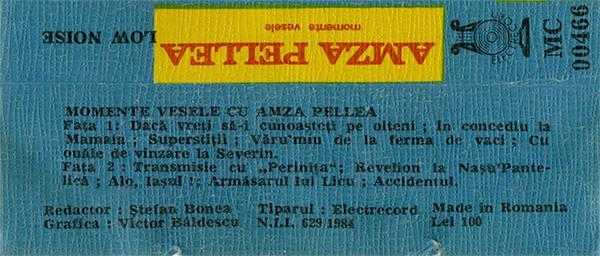 AMZA PELLEA
momente vesele
LOW NOISE
ELECTRECORD
MC
00466
MOMENTE VESELE CU AMZA PELLEA
Fața 1: Dacă vreți să-i cunoașteți pe olteni ; În concediu la
Mamaia ; Superstiții ; Văru'miu de la ferma de vaci ; Cu
ouăle de vînzare la Severin.
Fața 2 : Transmisie cu „Perinița" ; Revelion la Nașu'Pante-
lică ; Alo, Iașul ! ; Armăsarul lui Licu ; Accidentul.
Redactor : Ștefan Bonea Tiparul : Electrecord Made in Romania
Grafica : Victor Băldescu N.I.I. 629/1984 Lei 100